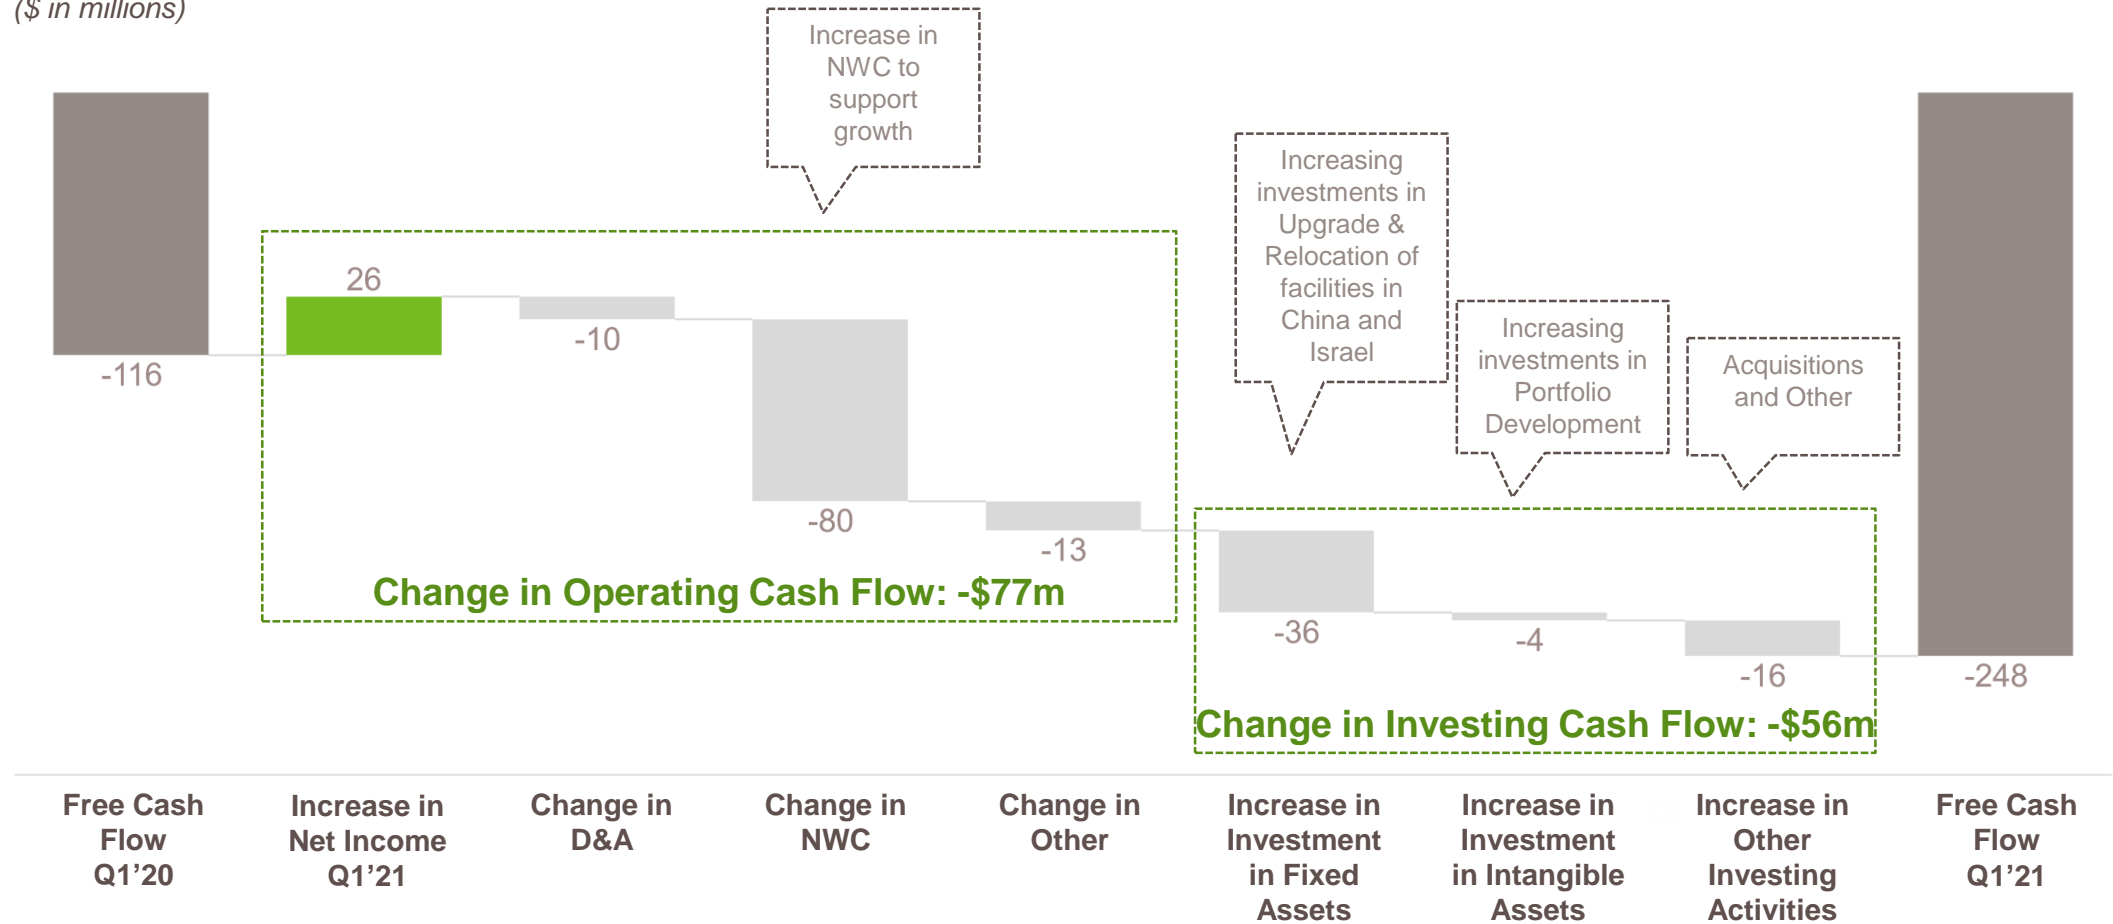 ($ in millions)
Increase in
NWC to
support
growth
Increasing
investments in
Upgrade &
Relocation of
facilities in
China and
Israel
Increasing
investments in
Portfolio
Development
Acquisitions
and Other
-116
26
-10
-80
-13
-36
-4
-16
-248
Change in Operating Cash Flow: -$77m
Change in Investing Cash Flow: -$56m
Free Cash
Flow
Q1’20
Increase in
Net Income
Q1’21
Change in
D&A
Change in
NWC
Change in
Other
Increase in
Investment
in Fixed
Assets
Increase in
Investment
in Intangible
Assets
Increase in
Other
Investing
Activities
Free Cash
Flow
Q1’21